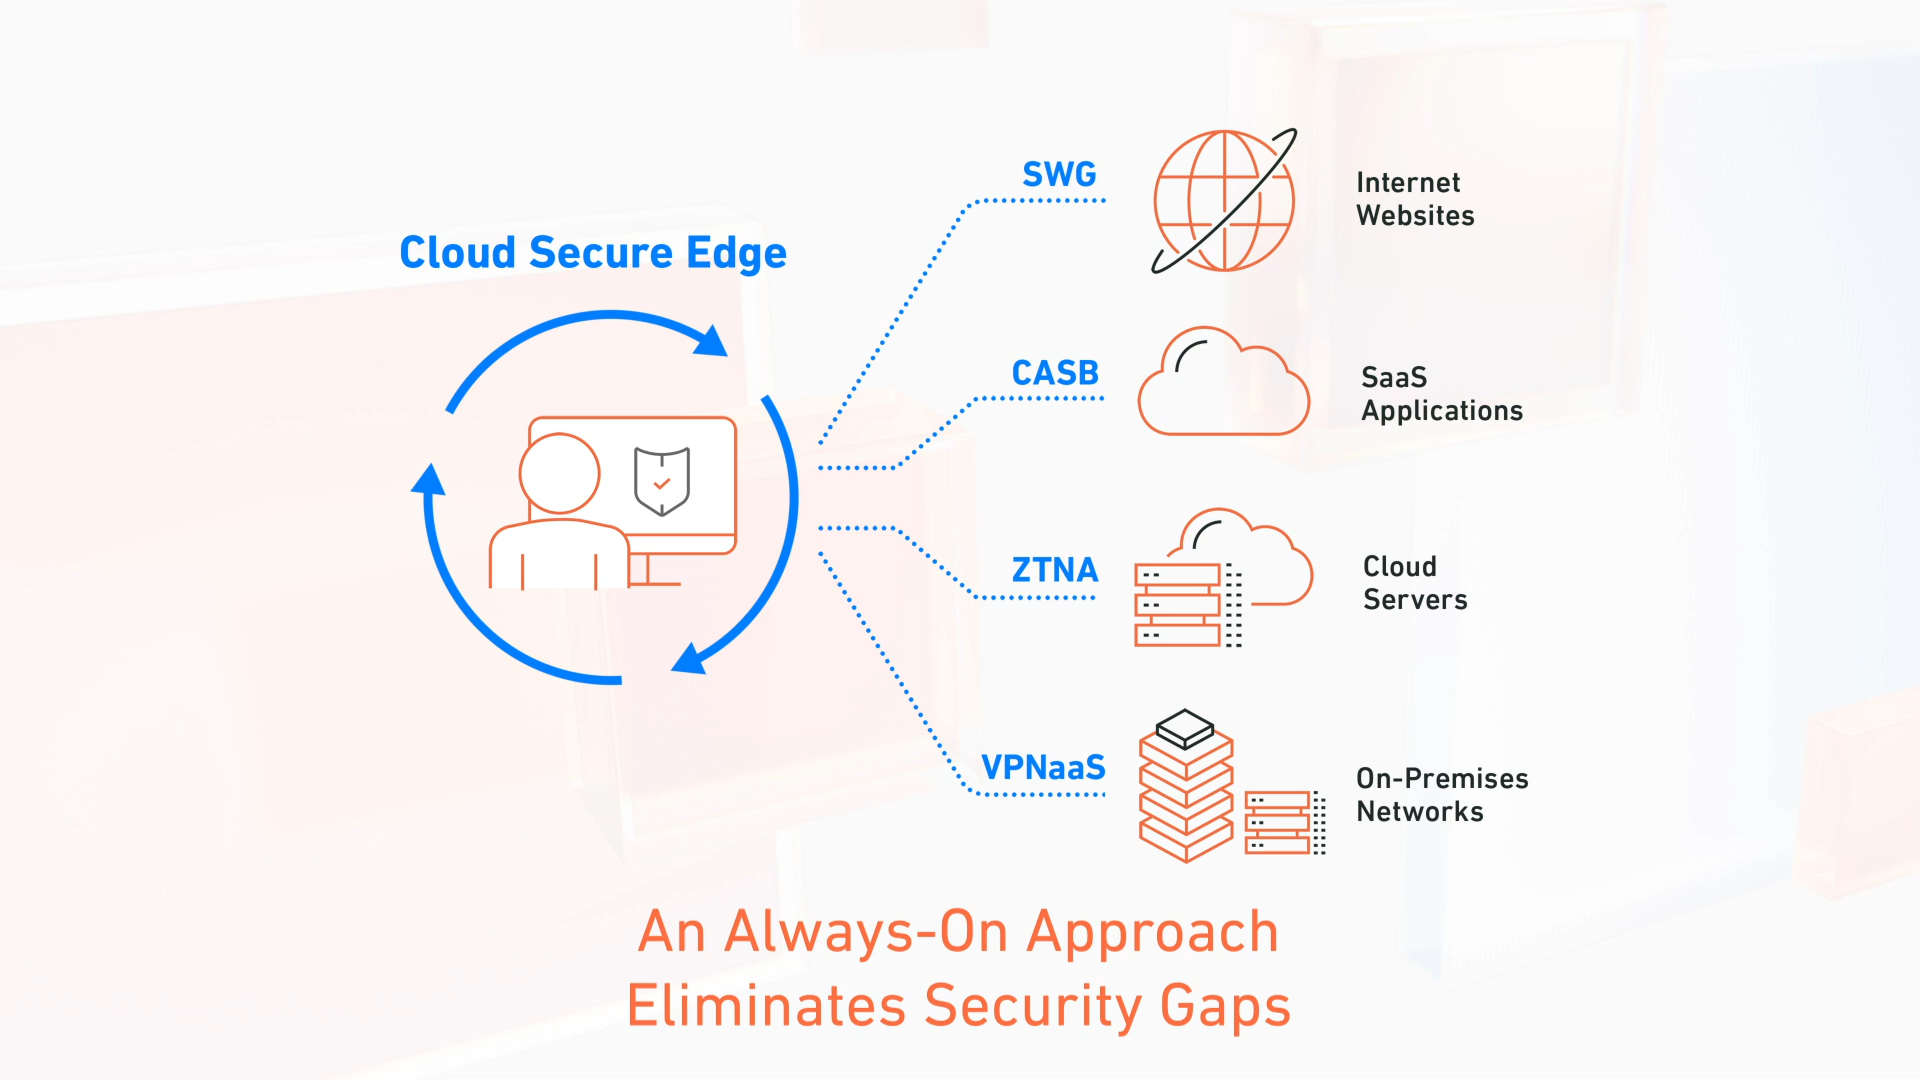 Cloud Secure Edge
SWG
Internet
Websites
CASB
SaaS
Applications
ZTNA
Cloud
Servers
VPNaaS
On-Premises
Networks
An Always-On Approach
Eliminates Security Gaps